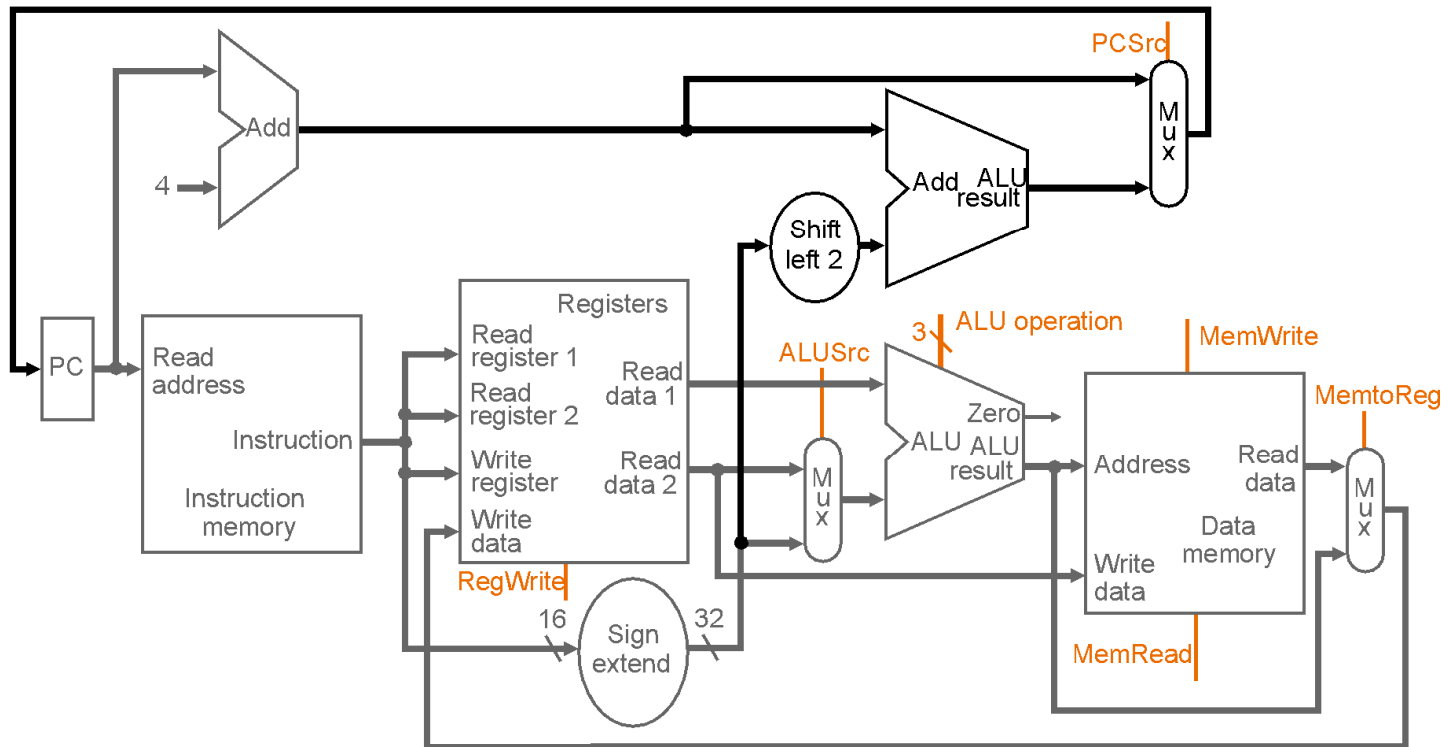 PCSrc
Add
4
M
u
x
Add
ALU
result
Shift
left 2
PC
Read
address
Instruction
Instruction
memory
Registers
Read
register 1
Read
register 2
Write
register
Write
data
Read
data 1
Read
data 2
RegWrite
16
Sign
extend
32
ALUSrc
M
u
x
3
ALU operation
Zero
ALU
ALU
result
MemWrite
Address
Read
data
Data
memory
Write
data
MemRead
MemtoReg
M
u
x